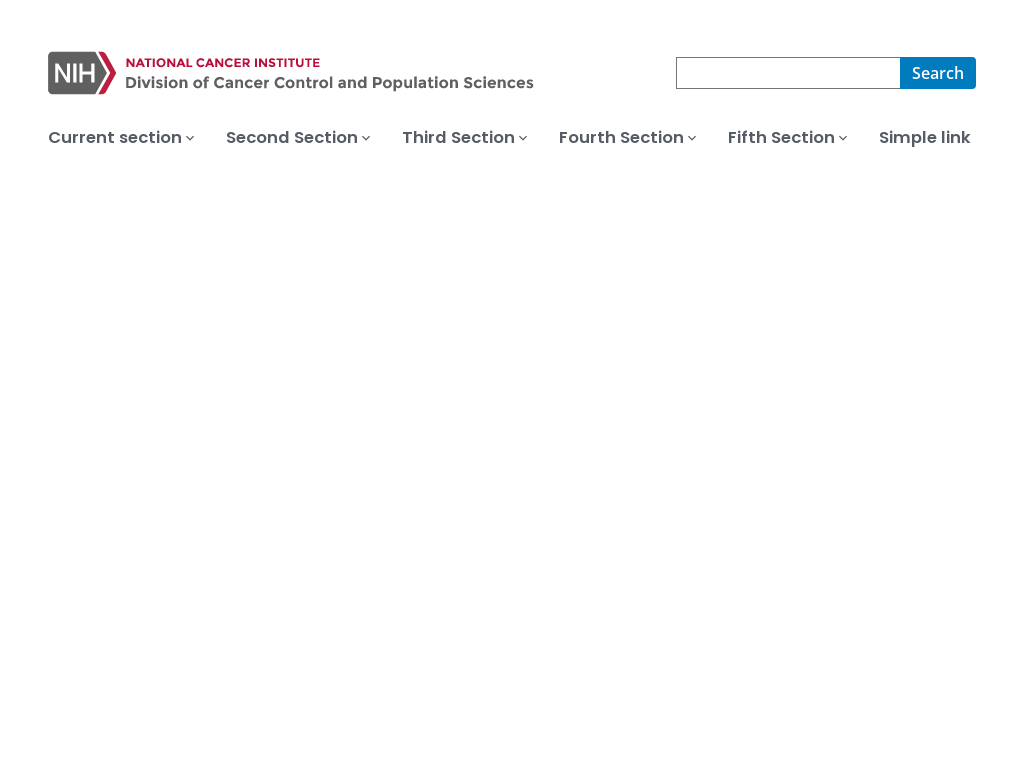 NIH
NATIONAL CANCER INSTITUTE
Division of Cancer Control and Population Sciences
Search
Current section Second Section Third Section Fourth Section Fifth Section Simple link